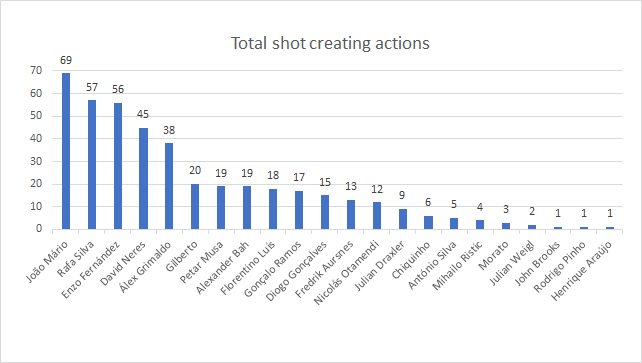 Total shot creating actions
70
60
50
40
30
20
10
0
69
57
56
45
38
20
19
19
18
17
15
13
12
9
6
5
4
3
2
1
1
1
João Mário
Rafa Silva
Enzo Fernández
David Neres
Álex Grimaldo
Gilberto
Petar Musa
Alexander Bah
Florentino Luís
Gonçalo Ramos
Diogo Gonçalves
Fredrik Aursnes
Nicolás Otamendi
Julian Draxler
Chiquinho
António Silva
Mihailo Ristic
Morato
Julian Weigl
John Brooks
Rodrigo Pinho
Henrique Araújo